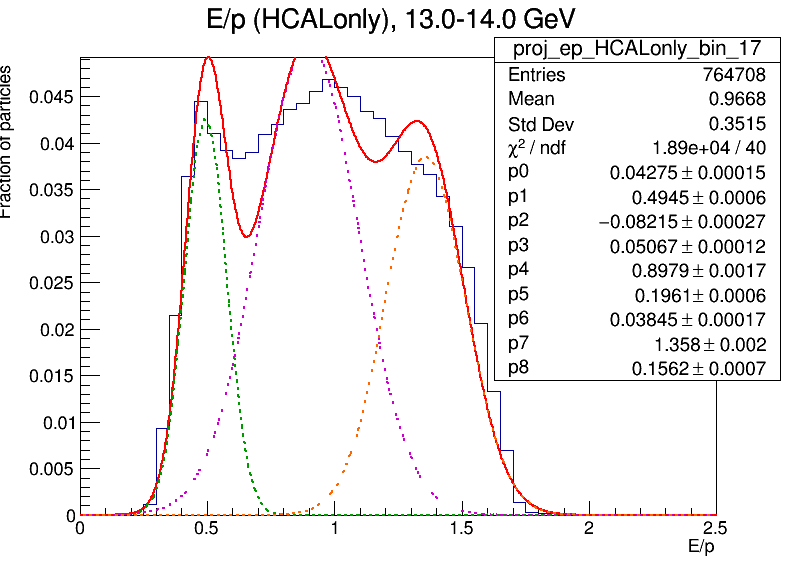 E/p (HCALonly), 13.0-14.0 GeV
proj_ep_HCALonly_bin_17
Entries 764708
Mean 0.9668
Std Dev 0.3515
χ² / ndf 1.89e+04 / 40
p0 0.04275 ± 0.00015
p1 0.4945 ± 0.0006
p2 −0.08215 ± 0.00027
p3 0.05067 ± 0.00012
p4 0.8979 ± 0.0017
p5 0.1961 ± 0.0006
p6 0.03845 ± 0.00017
p7 1.358 ± 0.002
p8 0.1562 ± 0.0007
Fraction of particles
0.045
0.04
0.035
0.03
0.025
0.02
0.015
0.01
0.005
0
0 0.5 1 1.5 2 2.5
E/p